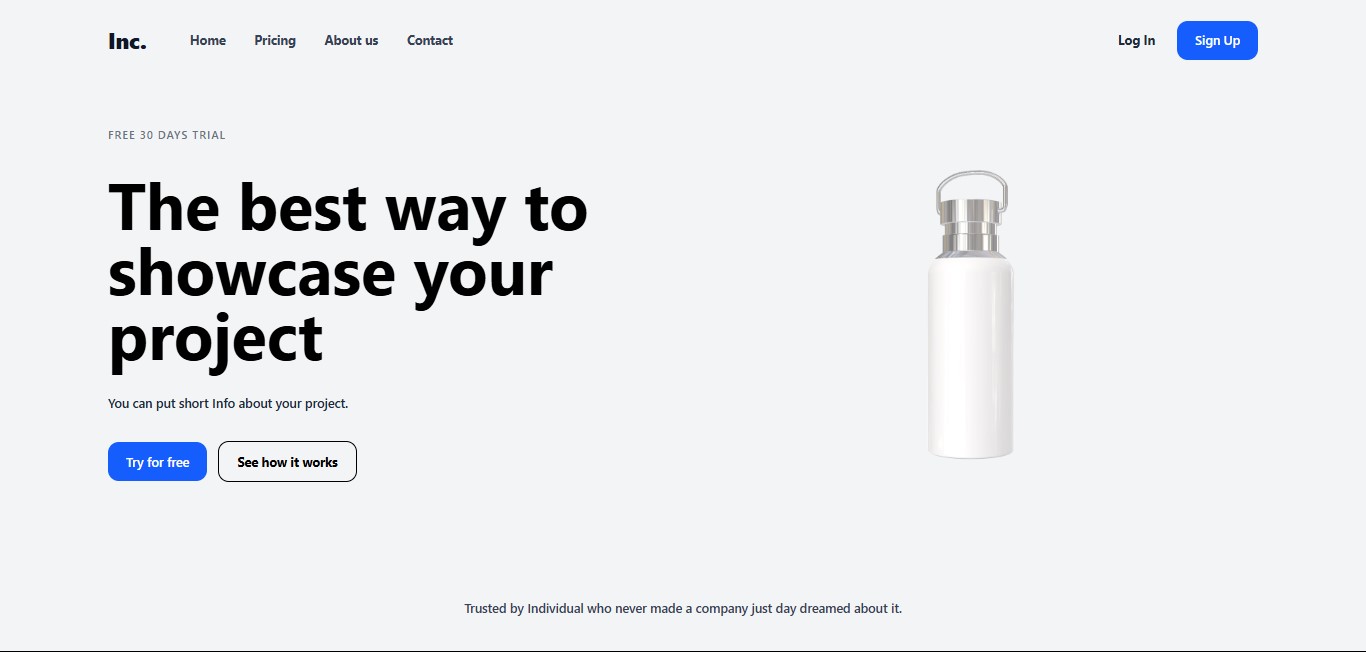 Inc.
Home
Pricing
About us
Contact
Log In
Sign Up
FREE 30 DAYS TRIAL
The best way to
showcase your
project
You can put short Info about your project.
Try for free
See how it works
Trusted by Individual who never made a company just day dreamed about it.